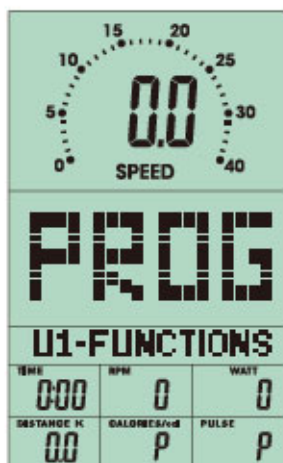 15 20
10 25
5 30
0 40
0.0
SPEED
PROG
U1-FUNCTIONS
TIME RPM WATT
0:00 0 0
DISTANCE K CALORIES/cal PULSE
0.0 P P